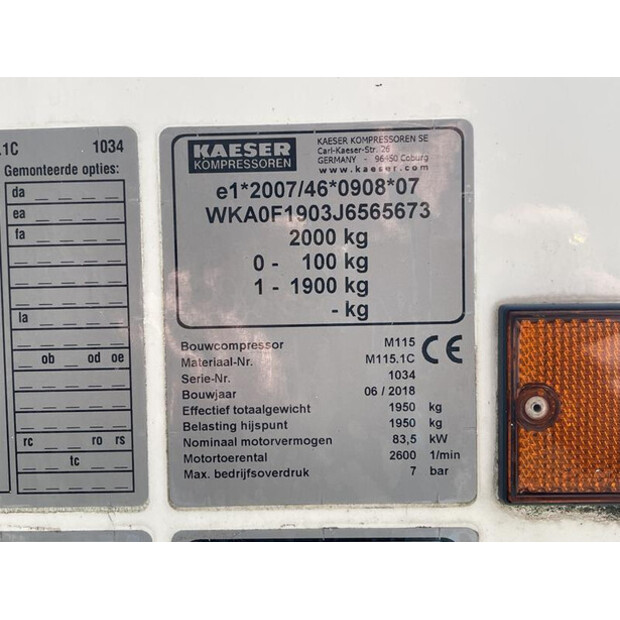 .1C 1034
Gemonteerde opties:
da
ea
fa
la
ob od oe
rc ro rs
tc
KAESER
KOMPRESSOREN
KAESER KOMPRESSOREN SE
Carl-Kaeser-Str. 26
GERMANY - 96450 Coburg
www.kaeser.com
e1*2007/46*0908*07
WKA0F1903J6565673
2000 kg
0 - 100 kg
1 - 1900 kg
- kg
Bouwcompressor M115
Materiaal-Nr. M115.1C
CE
Serie-Nr. 1034
Bouwjaar 06 / 2018
Effectief totaalgewicht 1950 kg
Belasting hijspunt 1950 kg
Nominaal motorvermogen 83,5 kW
Motortoerental 2600 1/min
Max. bedrijfsoverdruk 7 bar